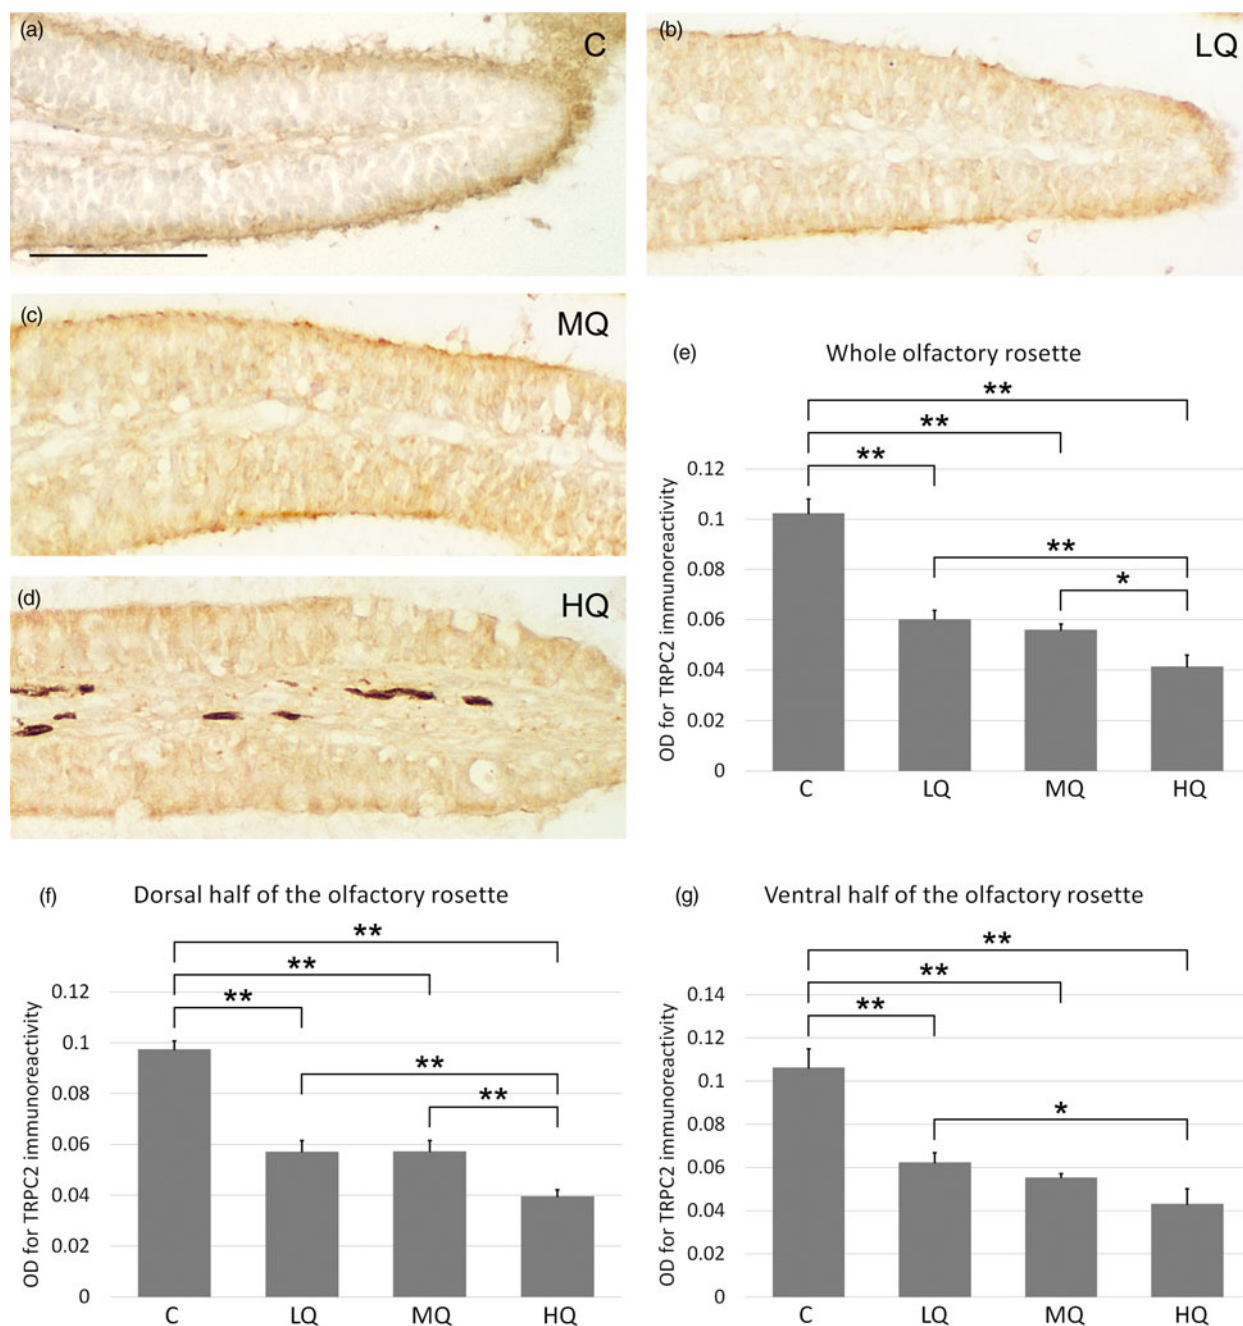 (a)
C
(b)
LQ
(c)
MQ
(d)
HQ
(e)
Whole olfactory rosette
**
**
**
**
*
OD for TRPC2 immunoreactivity
0.12
0.1
0.08
0.06
0.04
0.02
0
C LQ MQ HQ
(f)
Dorsal half of the olfactory rosette
**
**
**
**
**
OD for TRPC2 immunoreactivity
0.12
0.1
0.08
0.06
0.04
0.02
0
C LQ MQ HQ
(g)
Ventral half of the olfactory rosette
**
**
**
*
OD for TRPC2 immunoreactivity
0.14
0.12
0.1
0.08
0.06
0.04
0.02
0
C LQ MQ HQ